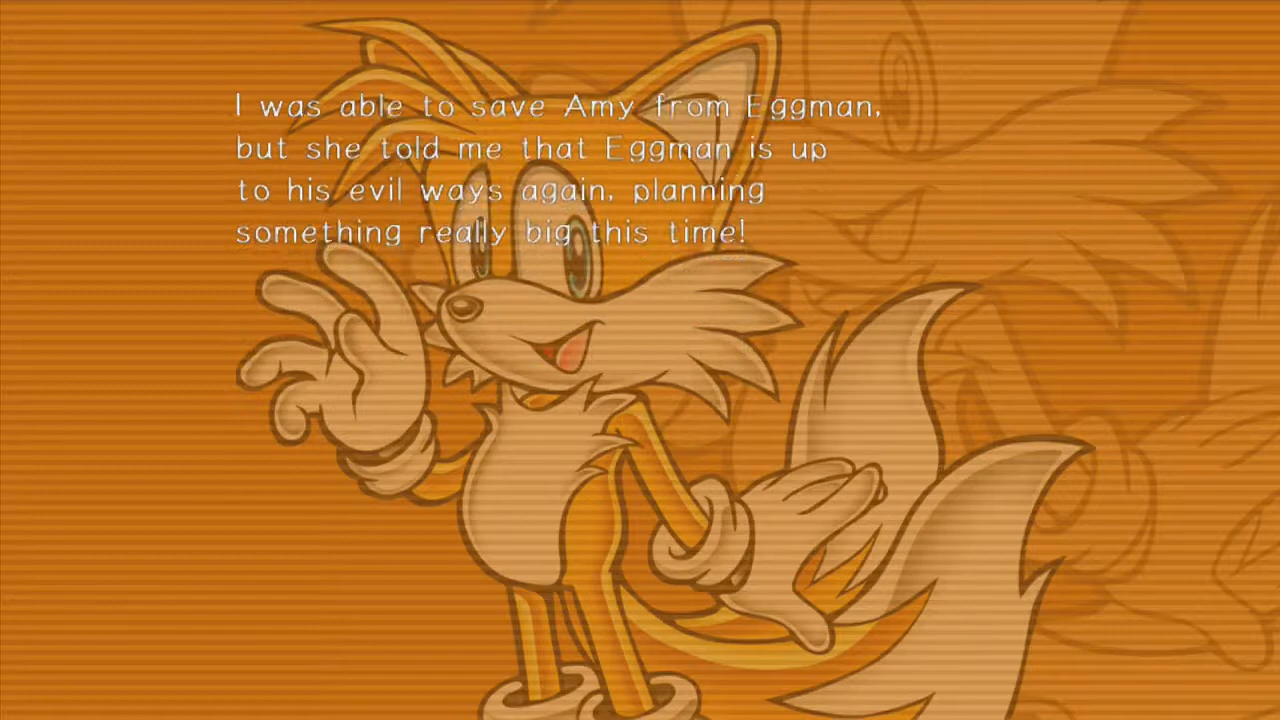 I was able to save Amy from Eggman,
but she told me that Eggman is up
to his evil ways again, planning
something really big this time!